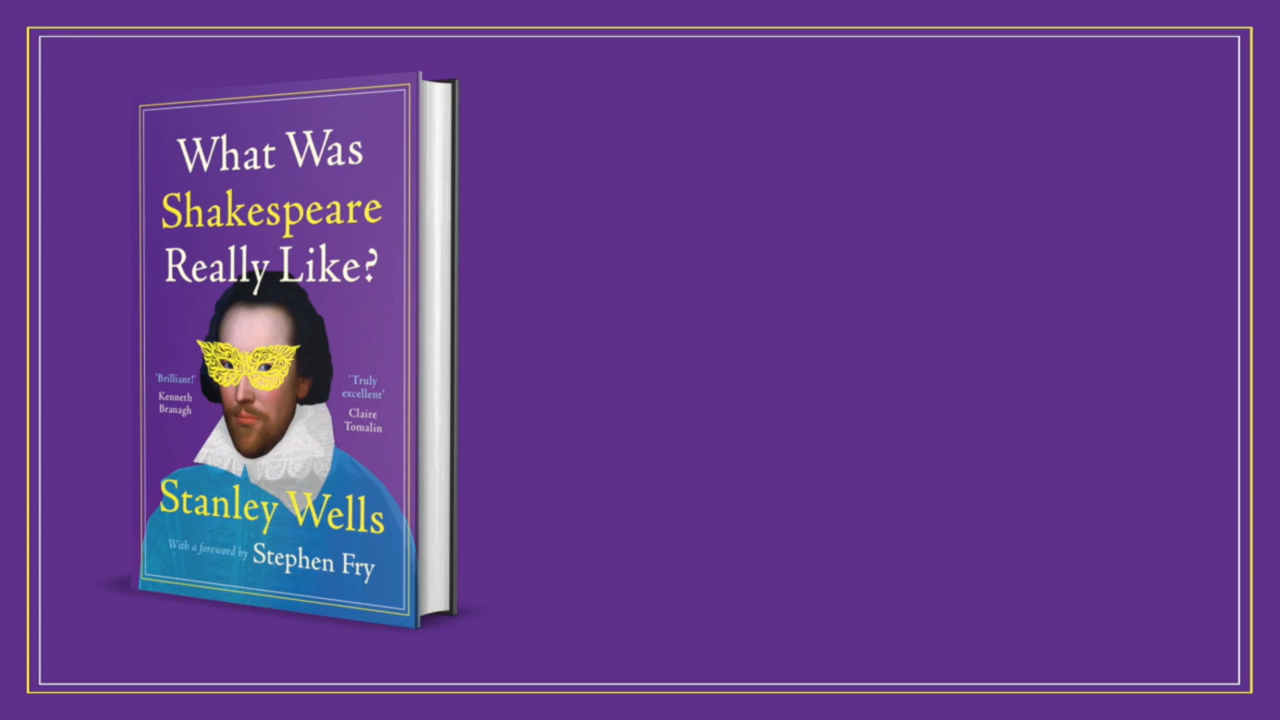 What Was
Shakespeare
Really Like?
'Brilliant!'
Kenneth
Branagh
'Truly
excellent'
Claire
Tomalin
Stanley Wells
With a foreword by Stephen Fry